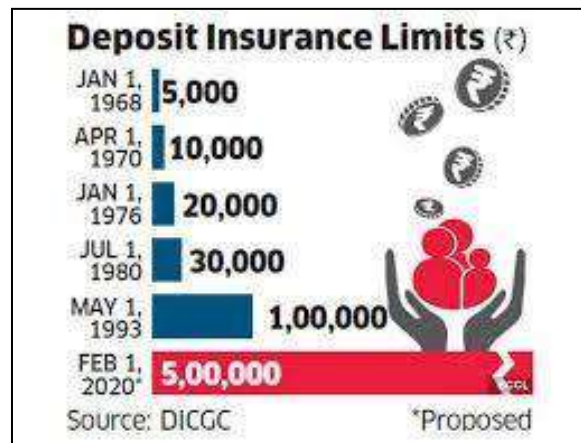 Deposit Insurance Limits (₹)
JAN 1,
1968
5,000
APR 1,
1970
10,000
JAN 1,
1976
20,000
JUL 1,
1980
30,000
MAY 1,
1993
1,00,000
FEB 1,
2020*
5,00,000
Source: DICGC
*Proposed